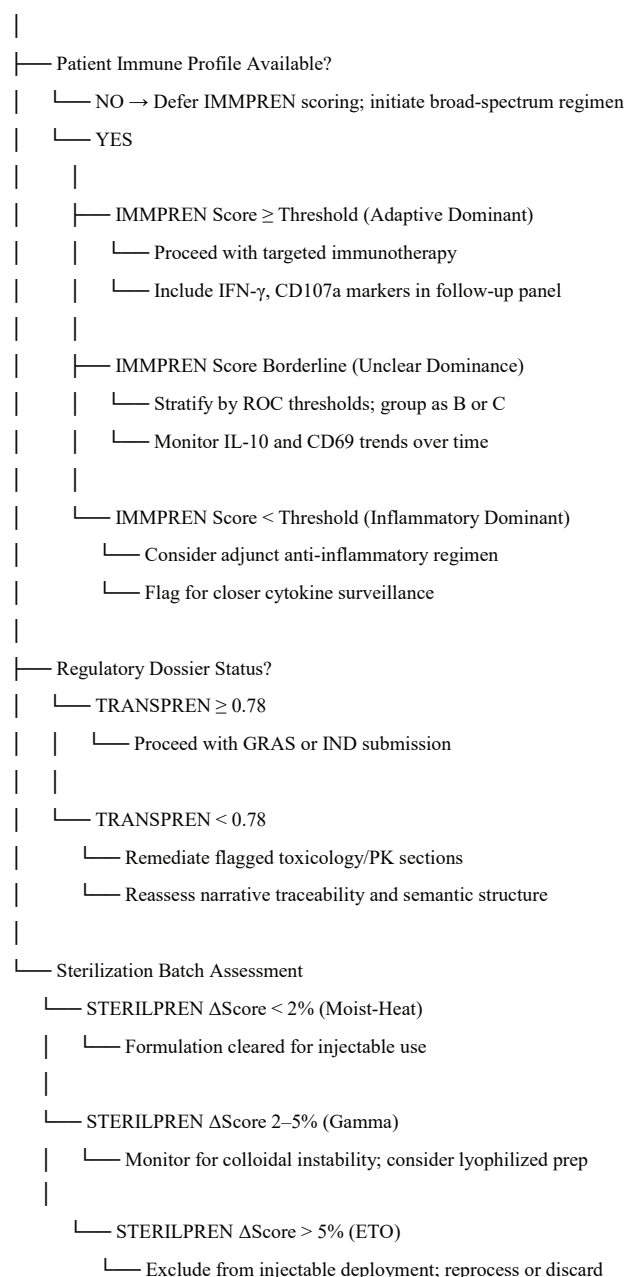 Patient Immune Profile Available?
NO → Defer IMMPREN scoring; initiate broad-spectrum regimen
YES
IMMPREN Score ≥ Threshold (Adaptive Dominant)
Proceed with targeted immunotherapy
Include IFN-γ, CD107a markers in follow-up panel
IMMPREN Score Borderline (Unclear Dominance)
Stratify by ROC thresholds; group as B or C
Monitor IL-10 and CD69 trends over time
IMMPREN Score < Threshold (Inflammatory Dominant)
Consider adjunct anti-inflammatory regimen
Flag for closer cytokine surveillance
Regulatory Dossier Status?
TRANSPREN ≥ 0.78
Proceed with GRAS or IND submission
TRANSPREN < 0.78
Remediate flagged toxicology/PK sections
Reassess narrative traceability and semantic structure
Sterilization Batch Assessment
STERILPREN ΔScore < 2% (Moist-Heat)
Formulation cleared for injectable use
STERILPREN ΔScore 2–5% (Gamma)
Monitor for colloidal instability; consider lyophilized prep
STERILPREN ΔScore > 5% (ETO)
Exclude from injectable deployment; reprocess or discard